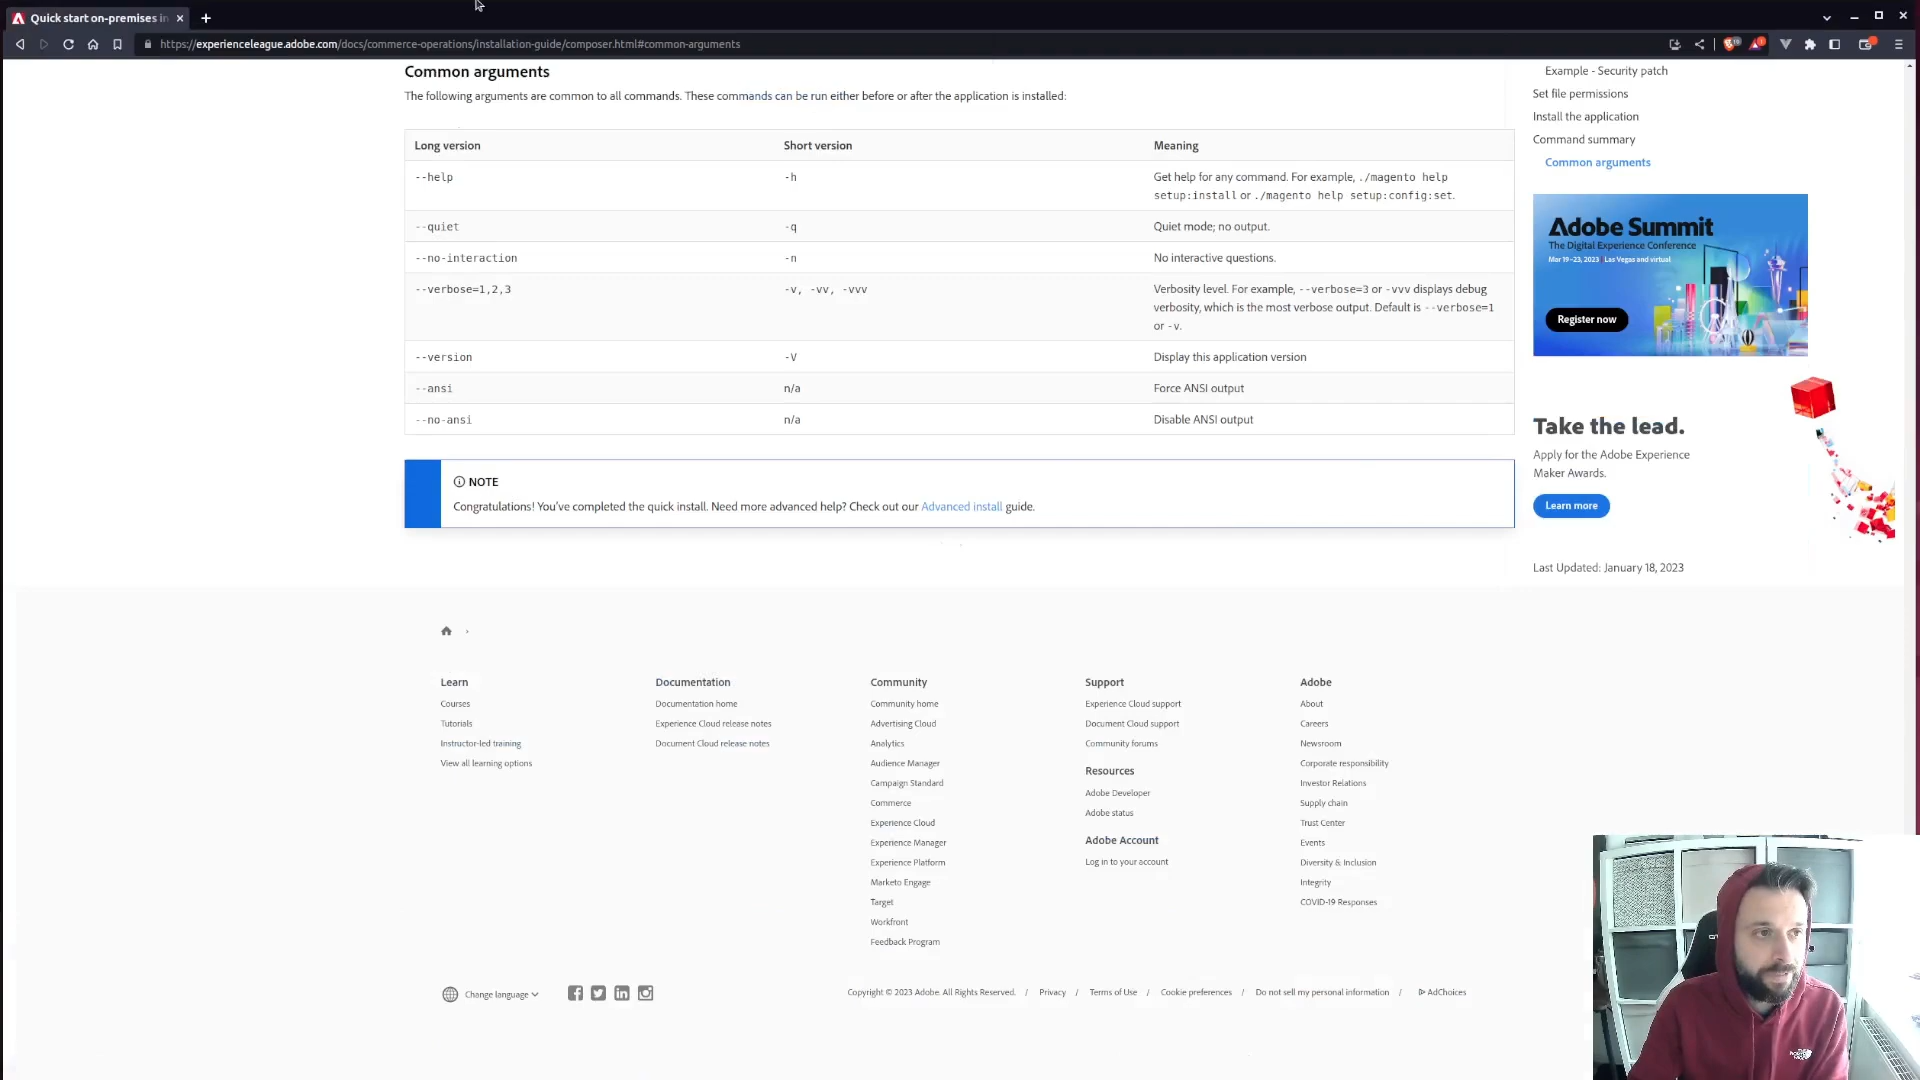 Quick start on-premises in
https://experienceleague.adobe.com/docs/commerce-operations/installation-guide/composer.html#common-arguments
Common arguments
The following arguments are common to all commands. These commands can be run either before or after the application is installed:
Long version Short version Meaning
--help -h Get help for any command. For example, ./magento help
setup:install or ./magento help setup:config:set.
--quiet -q Quiet mode; no output.
--no-interaction -n No interactive questions.
--verbose=1,2,3 -v, -vv, -vvv Verbosity level. For example, --verbose=3 or -vvv displays debug
verbosity, which is the most verbose output. Default is --verbose=1
or -v.
--version -V Display this application version
--ansi n/a Force ANSI output
--no-ansi n/a Disable ANSI output
NOTE
Congratulations! You've completed the quick install. Need more advanced help? Check out our Advanced install guide.
Example - Security patch
Set file permissions
Install the application
Command summary
Common arguments
Adobe Summit
The Digital Experience Conference
Mar 19–23, 2023 | Las Vegas and virtual
Register now
Take the lead.
Apply for the Adobe Experience
Maker Awards.
Learn more
Last Updated: January 18, 2023
Learn
Courses
Tutorials
Instructor-led training
View all learning options
Documentation
Documentation home
Experience Cloud release notes
Document Cloud release notes
Community
Community home
Advertising Cloud
Analytics
Audience Manager
Campaign Standard
Commerce
Experience Cloud
Experience Manager
Experience Platform
Marketo Engage
Target
Workfront
Feedback Program
Support
Experience Cloud support
Document Cloud support
Community forums
Resources
Adobe Developer
Adobe status
Adobe Account
Log in to your account
Adobe
About
Careers
Newsroom
Corporate responsibility
Investor Relations
Supply chain
Trust Center
Events
Diversity & Inclusion
Integrity
COVID-19 Responses
Change language
Copyright © 2023 Adobe. All Rights Reserved. / Privacy / Terms of Use / Cookie preferences / Do not sell my personal information / AdChoices